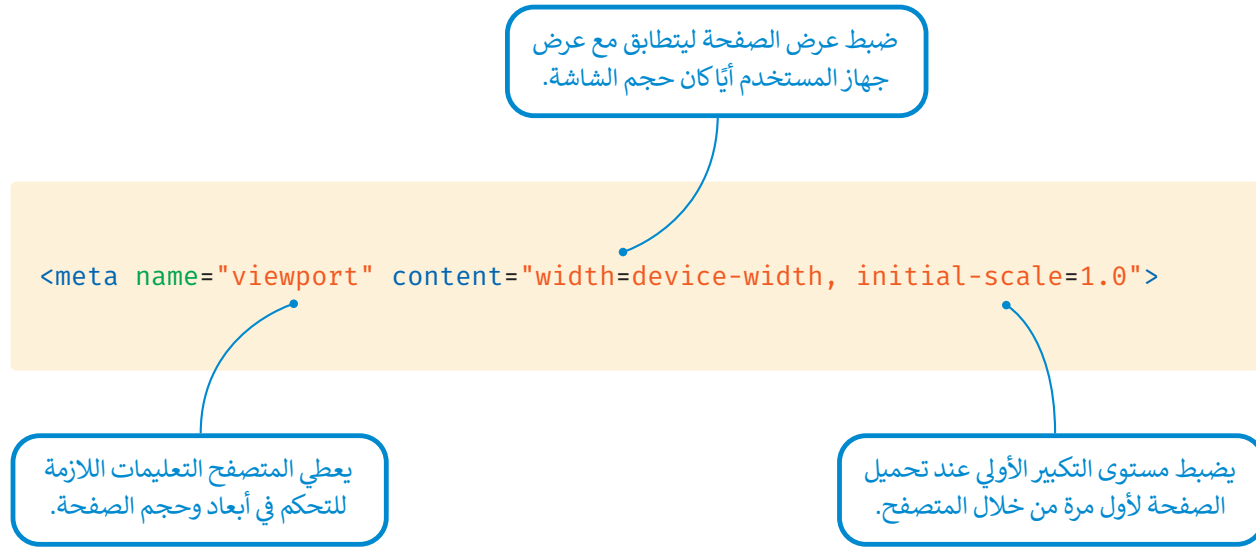 ضبط عرض الصفحة ليتطابق مع عرض
جهاز المستخدم أيًا كان حجم الشاشة.
<meta name="viewport" content="width=device-width, initial-scale=1.0">
يضبط مستوى التكبير الأولي عند تحميل
الصفحة لأول مرة من خلال المتصفح.
يعطي المتصفح التعليمات اللازمة
للتحكم في أبعاد وحجم الصفحة.